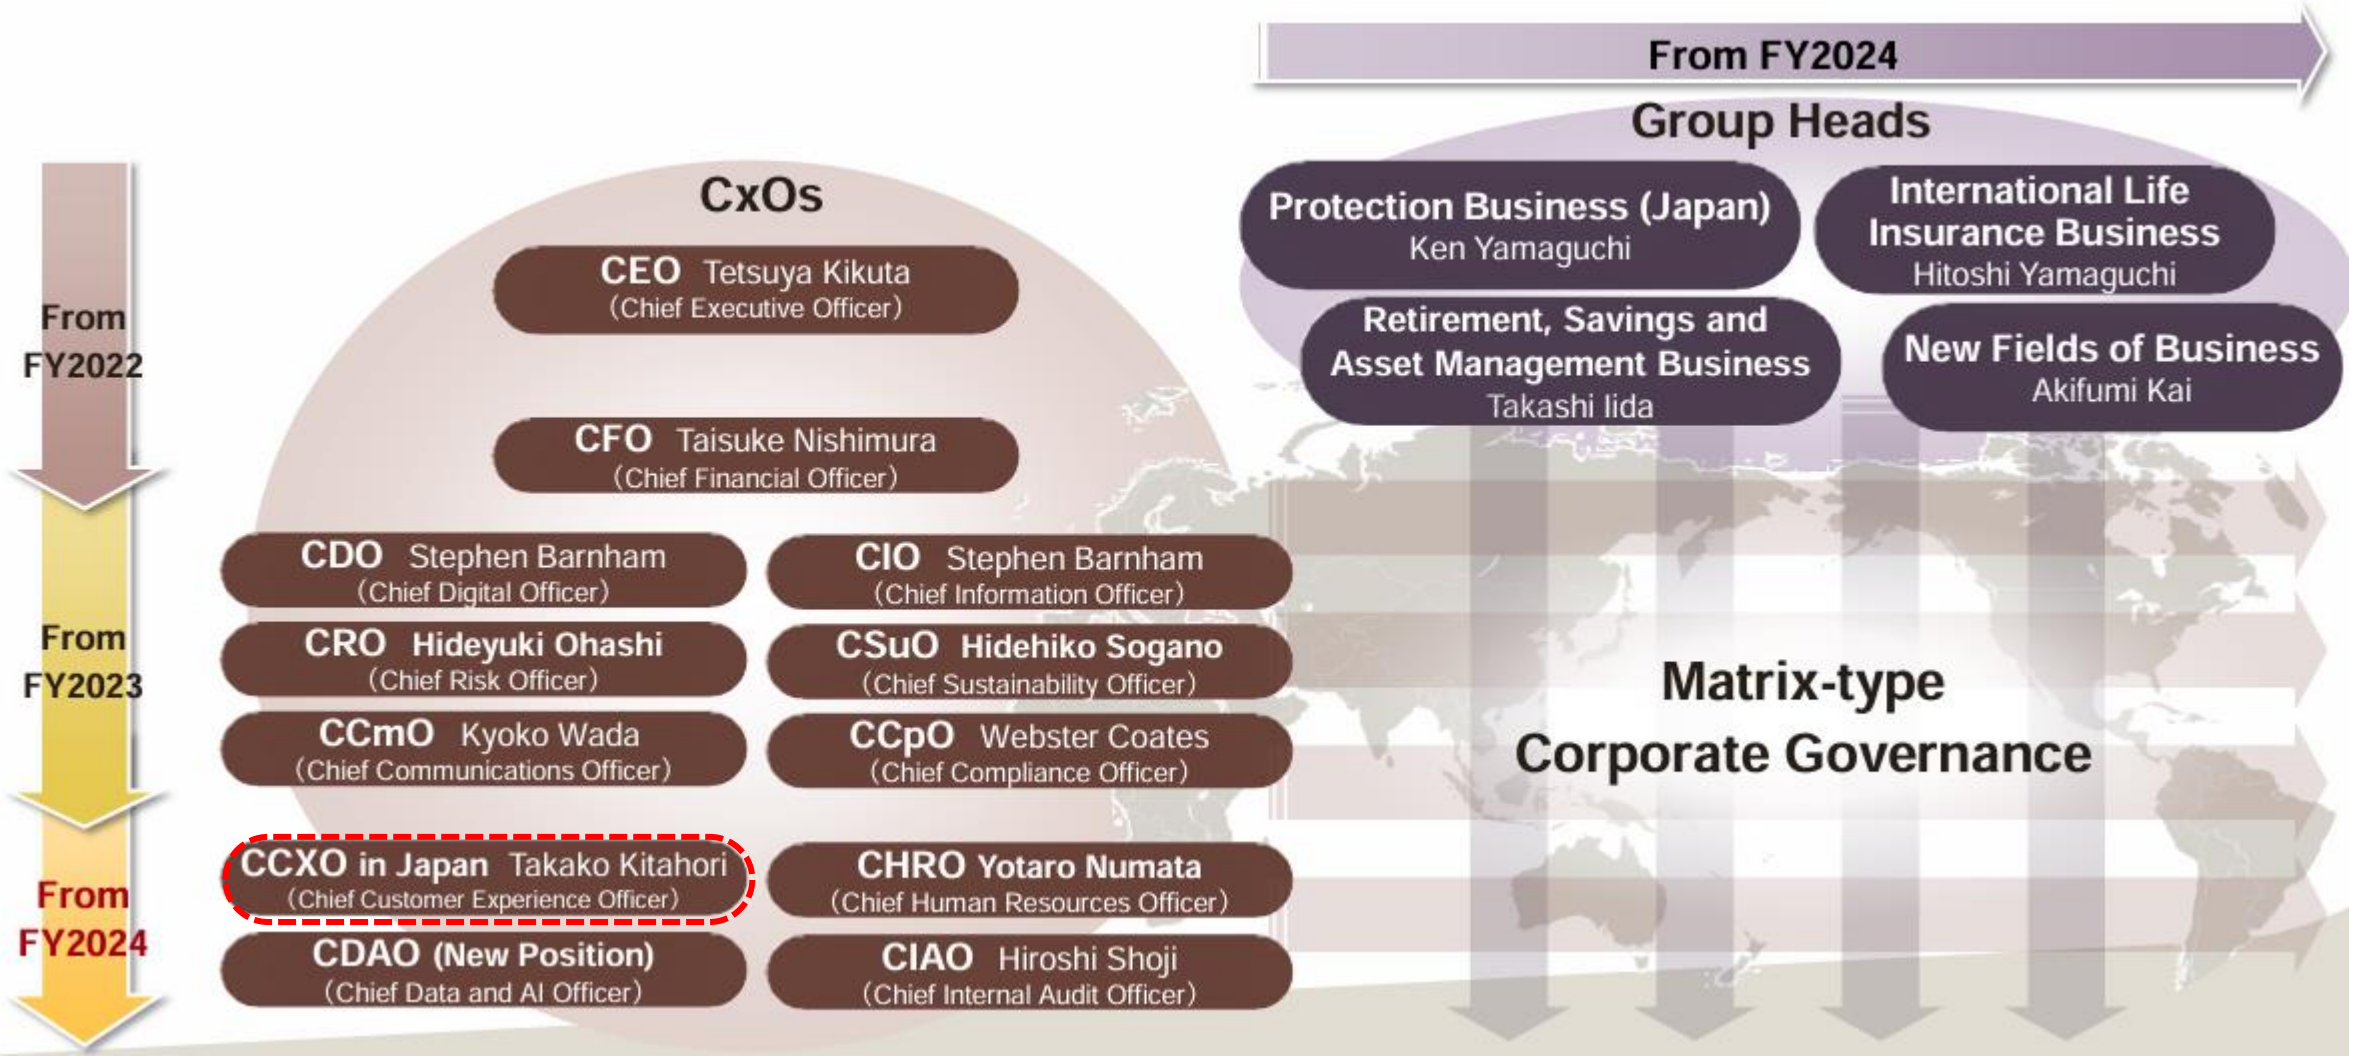 From FY2024
Group Heads
Protection Business (Japan)
Ken Yamaguchi
International Life
Insurance Business
Hitoshi Yamaguchi
Retirement, Savings and
Asset Management Business
Takashi Iida
New Fields of Business
Akifumi Kai
CxOs
From
FY2022
CEO Tetsuya Kikuta
(Chief Executive Officer)
CFO Taisuke Nishimura
(Chief Financial Officer)
From
FY2023
CDO Stephen Barnham
(Chief Digital Officer)
CIO Stephen Barnham
(Chief Information Officer)
CRO Hideyuki Ohashi
(Chief Risk Officer)
CSuO Hidehiko Sogano
(Chief Sustainability Officer)
CCmO Kyoko Wada
(Chief Communications Officer)
CCpO Webster Coates
(Chief Compliance Officer)
From
FY2024
CCXO in Japan Takako Kitahori
(Chief Customer Experience Officer)
CHRO Yotaro Numata
(Chief Human Resources Officer)
CDAO (New Position)
(Chief Data and AI Officer)
CIAO Hiroshi Shoji
(Chief Internal Audit Officer)
Matrix-type
Corporate Governance